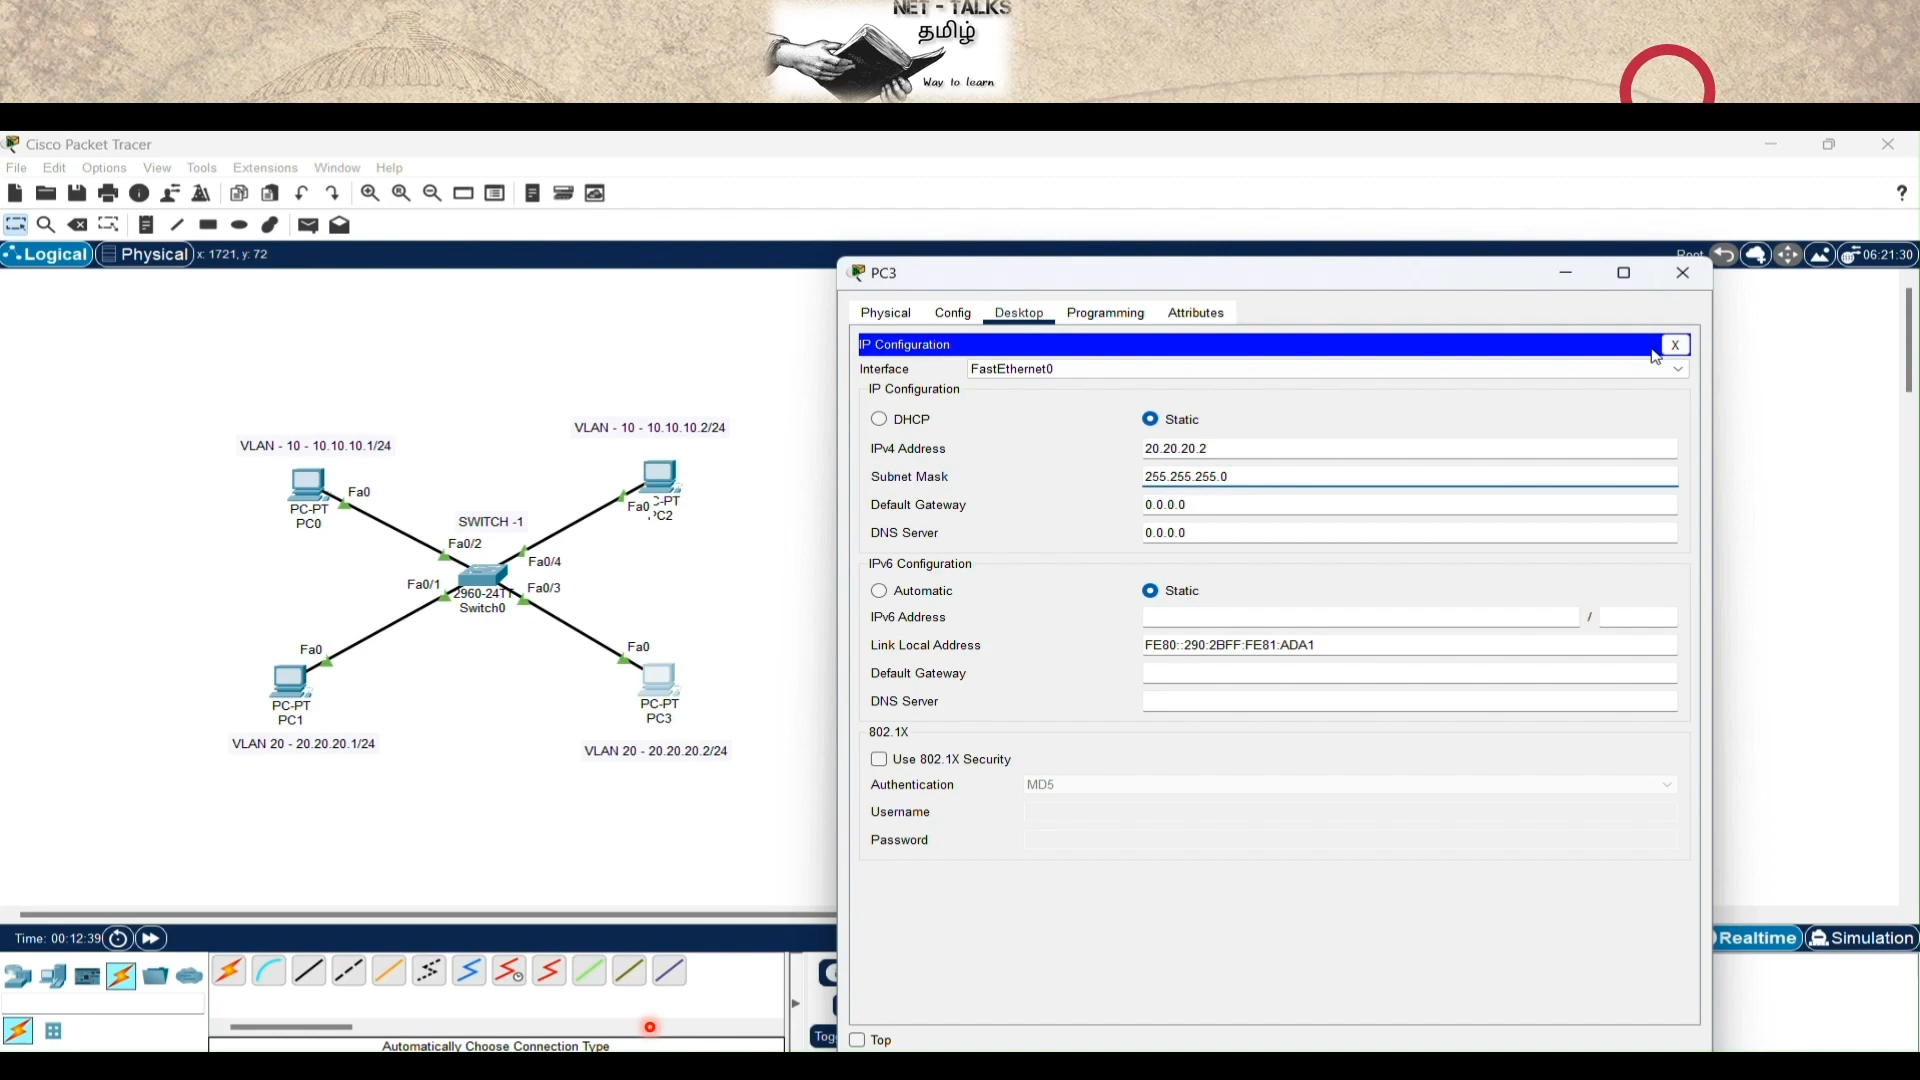 NET - TALKS
தமிழ்
Way to learn
Cisco Packet Tracer
File Edit Options View Tools Extensions Window Help
?
Logical Physical x: 1721, y: 72
Root 06:21:30
PC3
Physical Config Desktop Programming Attributes
IP Configuration X
Interface FastEthernet0
IP Configuration
DHCP Static
IPv4 Address 20.20.20.2
Subnet Mask 255.255.255.0
Default Gateway 0.0.0.0
DNS Server 0.0.0.0
IPv6 Configuration
Automatic Static
IPv6 Address /
Link Local Address FE80::290:2BFF:FE81:ADA1
Default Gateway
DNS Server
802.1X
Use 802.1X Security
Authentication MD5
Username
Password
Top
VLAN - 10 - 10.10.10.1/24
VLAN - 10 - 10.10.10.2/24
Fa0
PC-PT
PC0
Fa0 -PT
PC2
SWITCH -1
Fa0/2
Fa0/4
Fa0/1
Fa0/3
2960-24TT
Switch0
Fa0
PC-PT
PC1
VLAN 20 - 20.20.20.1/24
Fa0
PC-PT
PC3
VLAN 20 - 20.20.20.2/24
Time: 00:12:39
Realtime Simulation
Togg
Automatically Choose Connection Type